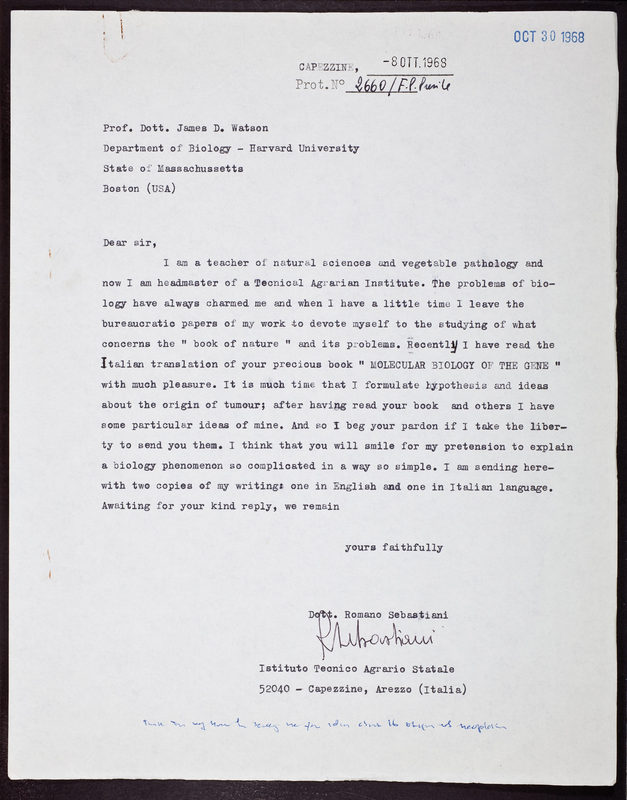 OCT 30 1968
CAPEZZINE, -8 OTT.1968
Prot.N° 2660/F.P.
Prof. Dott. James D. Watson
Department of Biology - Harvard University
State of Massachussetts
Boston (USA)
Dear sir,
I am a teacher of natural sciences and vegetable pathology and
now I am headmaster of a Tecnical Agrarian Institute. The problems of bio-
logy have always charmed me and when I have a little time I leave the
bureaucratic papers of my work to devote myself to the studying of what
concerns the " book of nature " and its problems. Recently I have read the
Italian translation of your precious book " MOLECULAR BIOLOGY OF THE GENE "
with much pleasure. It is much time that I formulate hypothesis and ideas
about the origin of tumour; after having read your book and others I have
some particular ideas of mine. And so I beg your pardon if I take the liber-
ty to send you them. I think that you will smile for my pretension to explain
a biology phenomenon so complicated in a way so simple. I am sending here-
with two copies of my writing: one in English and one in Italian language.
Awaiting for your kind reply, we remain
yours faithfully
Dott. Romano Sebastiani
RSebastiani
Istituto Tecnico Agrario Statale
52040 - Capezzine, Arezzo (Italia)